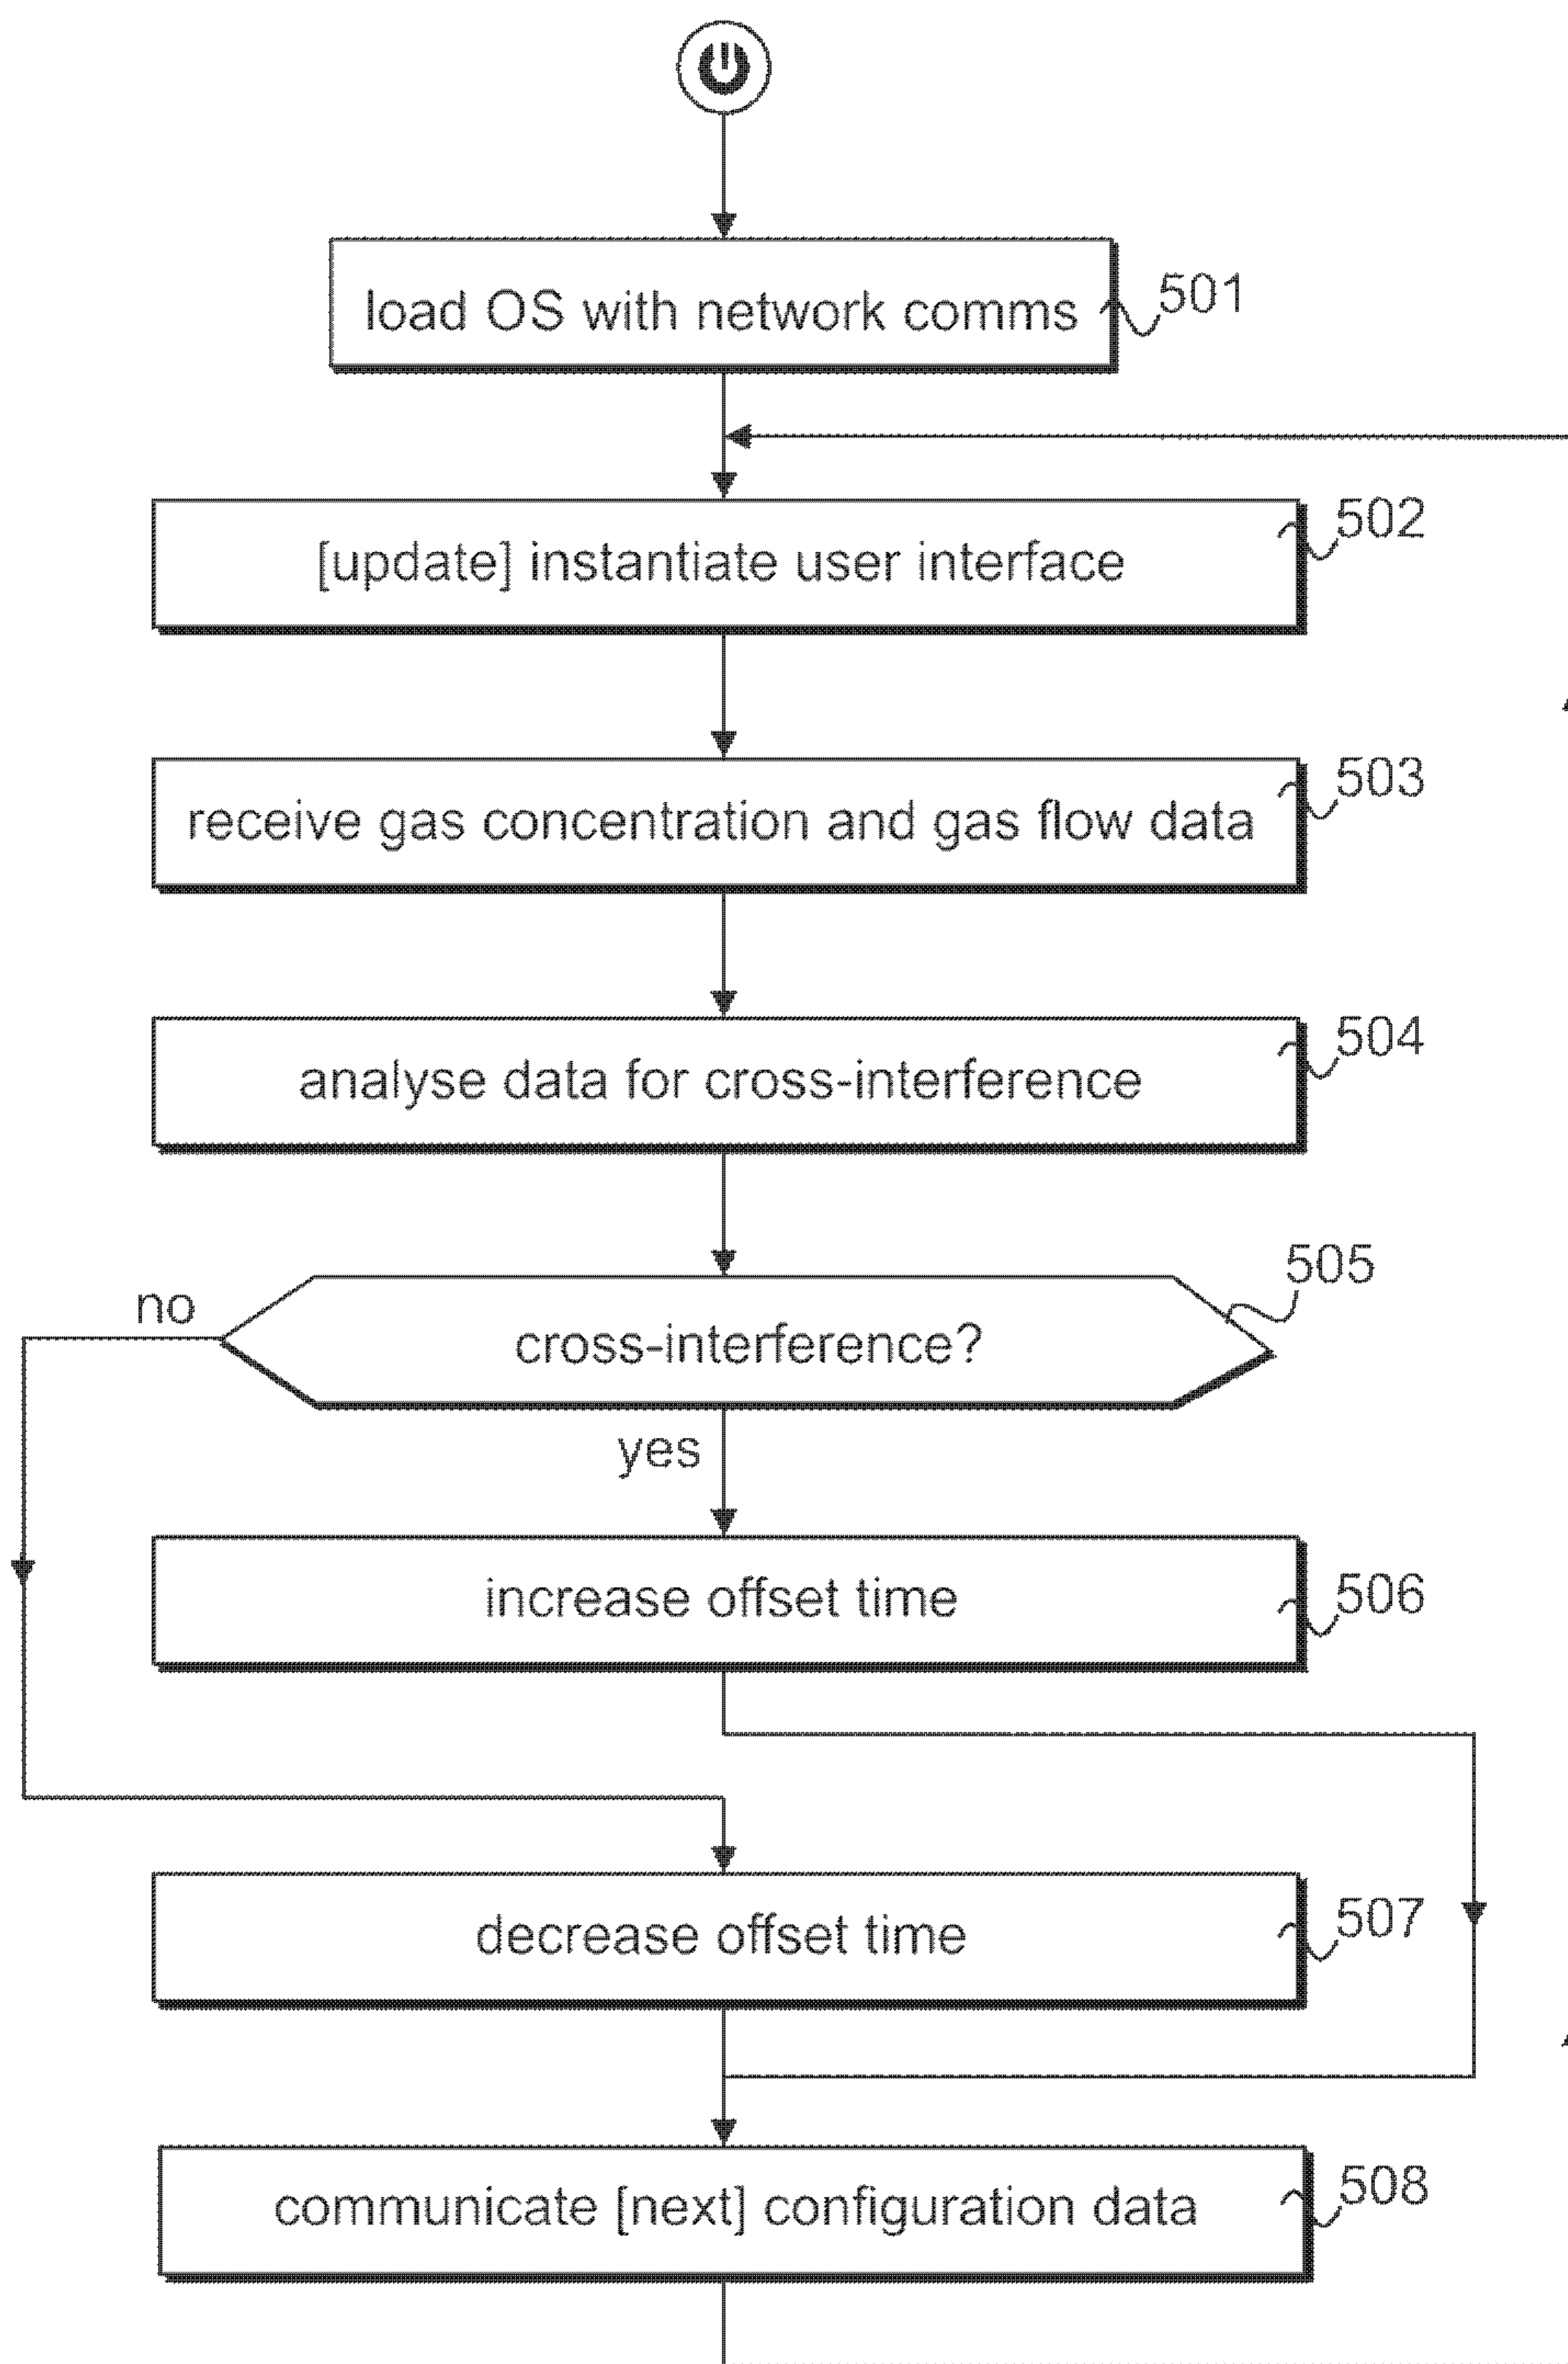 load OS with network comms
501
[update] instantiate user interface
502
receive gas concentration and gas flow data
503
analyse data for cross-interference
504
cross-interference?
505
no
yes
increase offset time
506
decrease offset time
507
communicate [next] configuration data
508